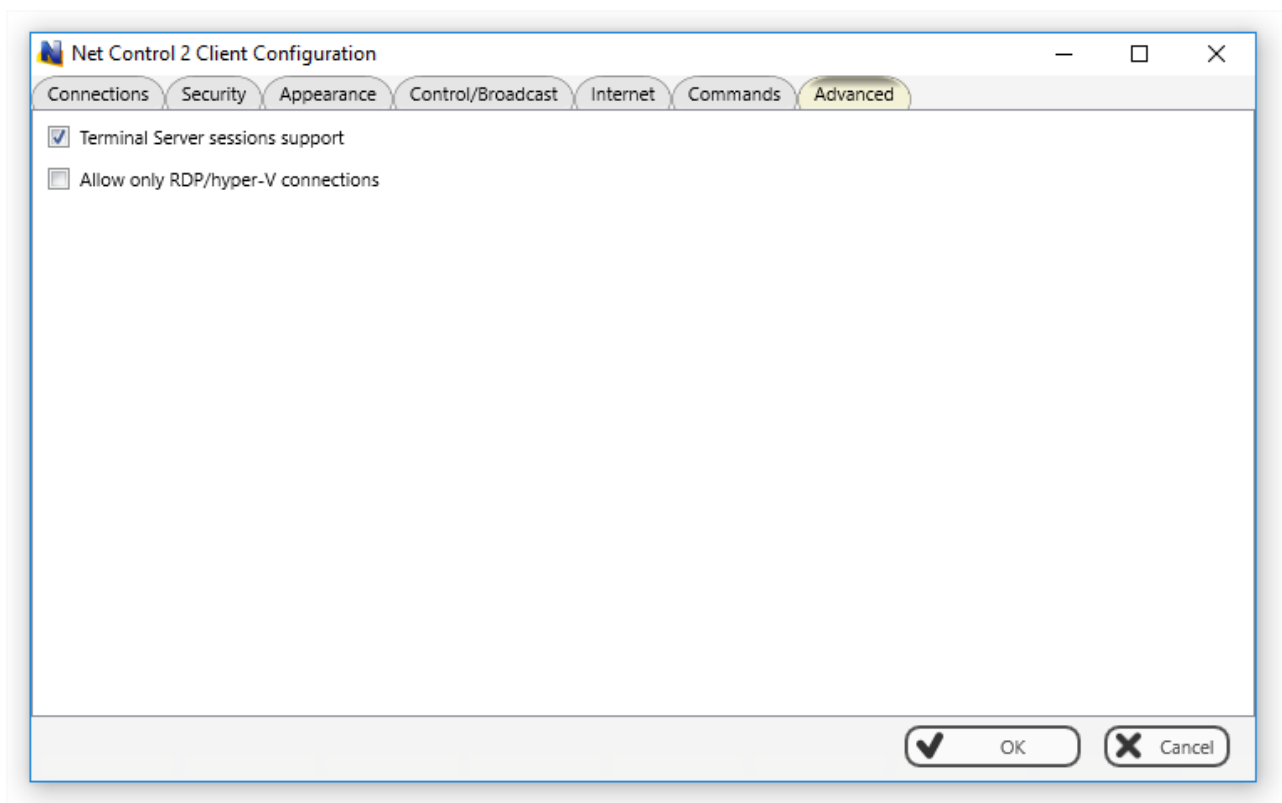 Net Control 2 Client Configuration
Connections Security Appearance Control/Broadcast Internet Commands Advanced
Terminal Server sessions support
Allow only RDP/hyper-V connections
OK Cancel